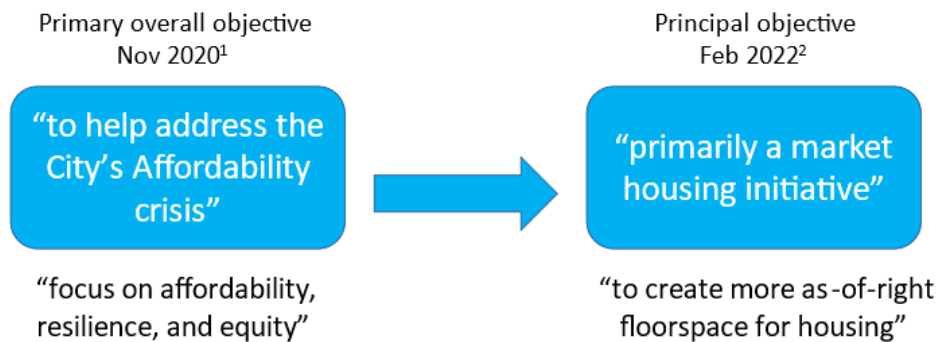 Primary overall objective
Nov 2020¹
“to help address the
City’s Affordability
crisis”
“focus on affordability,
resilience, and equity”
Principal objective
Feb 2022²
“primarily a market
housing initiative”
“to create more as-of-right
floorspace for housing”